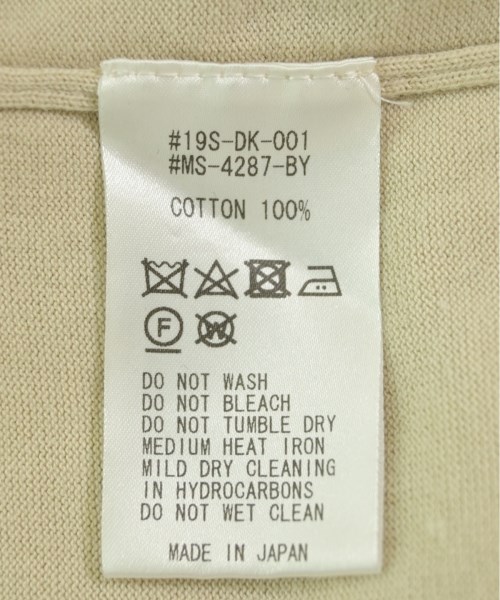 #19S-DK-001
#MS-4287-BY
COTTON 100%
F W
DO NOT WASH
DO NOT BLEACH
DO NOT TUMBLE DRY
MEDIUM HEAT IRON
MILD DRY CLEANING
IN HYDROCARBONS
DO NOT WET CLEAN
MADE IN JAPAN